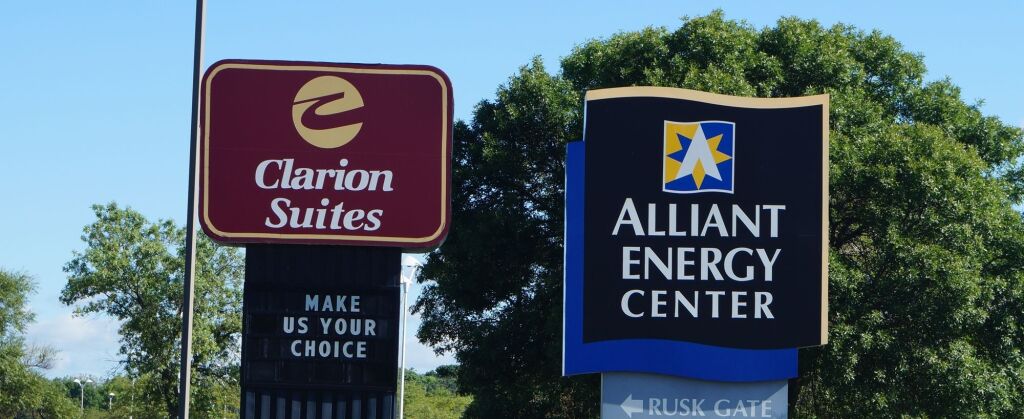 Clarion
Suites
MAKE
US YOUR
CHOICE
ALLIANT
ENERGY
CENTER
← RUSK GATE